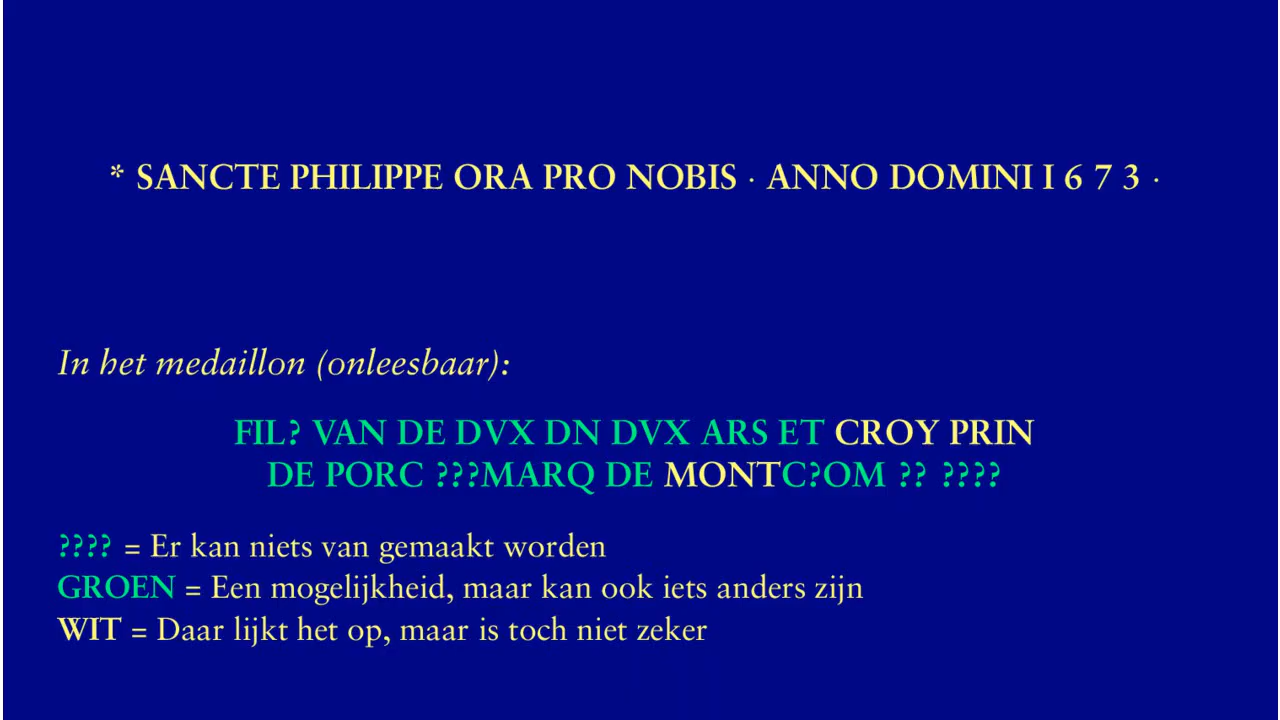 * SANCTE PHILIPPE ORA PRO NOBIS · ANNO DOMINI I 6 7 3 ·
In het medaillon (onleesbaar):
FIL? VAN DE DVX DN DVX ARS ET CROY PRIN
DE PORC ???MARQ DE MONTC?OM ?? ????
???? = Er kan niets van gemaakt worden
GROEN = Een mogelijkheid, maar kan ook iets anders zijn
WIT = Daar lijkt het op, maar is toch niet zeker